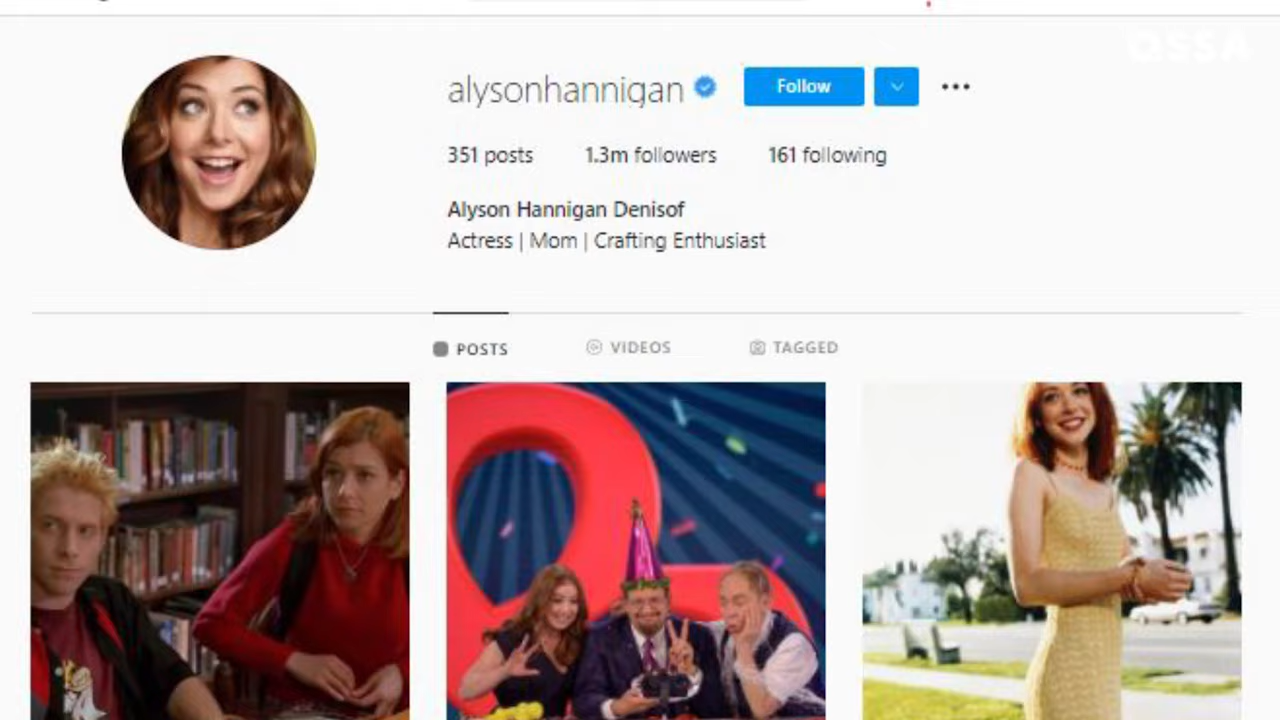 QSSA
alysonhannigan
Follow
351 posts 1.3m followers 161 following
Alyson Hannigan Denisof
Actress | Mom | Crafting Enthusiast
POSTS VIDEOS TAGGED